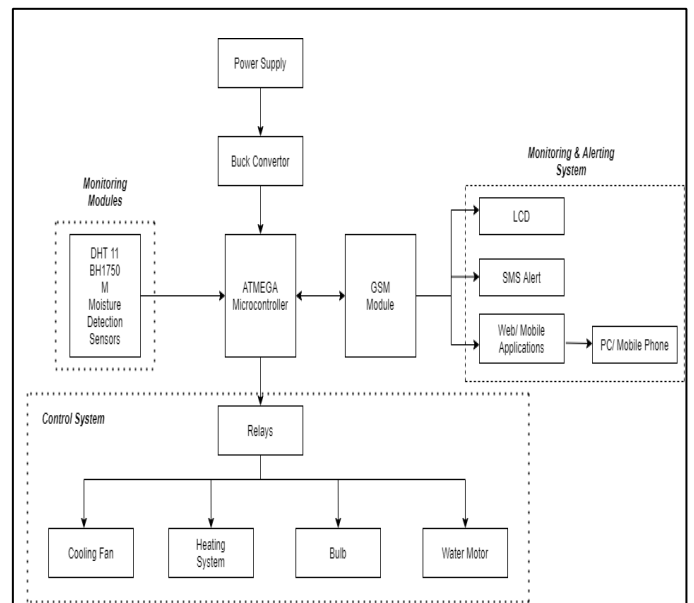 Power Supply
Buck Convertor
Monitoring & Alerting
System
Monitoring
Modules
DHT 11
BH1750
M
Moisture
Detection
Sensors
ATMEGA
Microcontroller
GSM
Module
LCD
SMS Alert
Web/ Mobile
Applications
PC/ Mobile Phone
Control System
Relays
Cooling Fan
Heating
System
Bulb
Water Motor